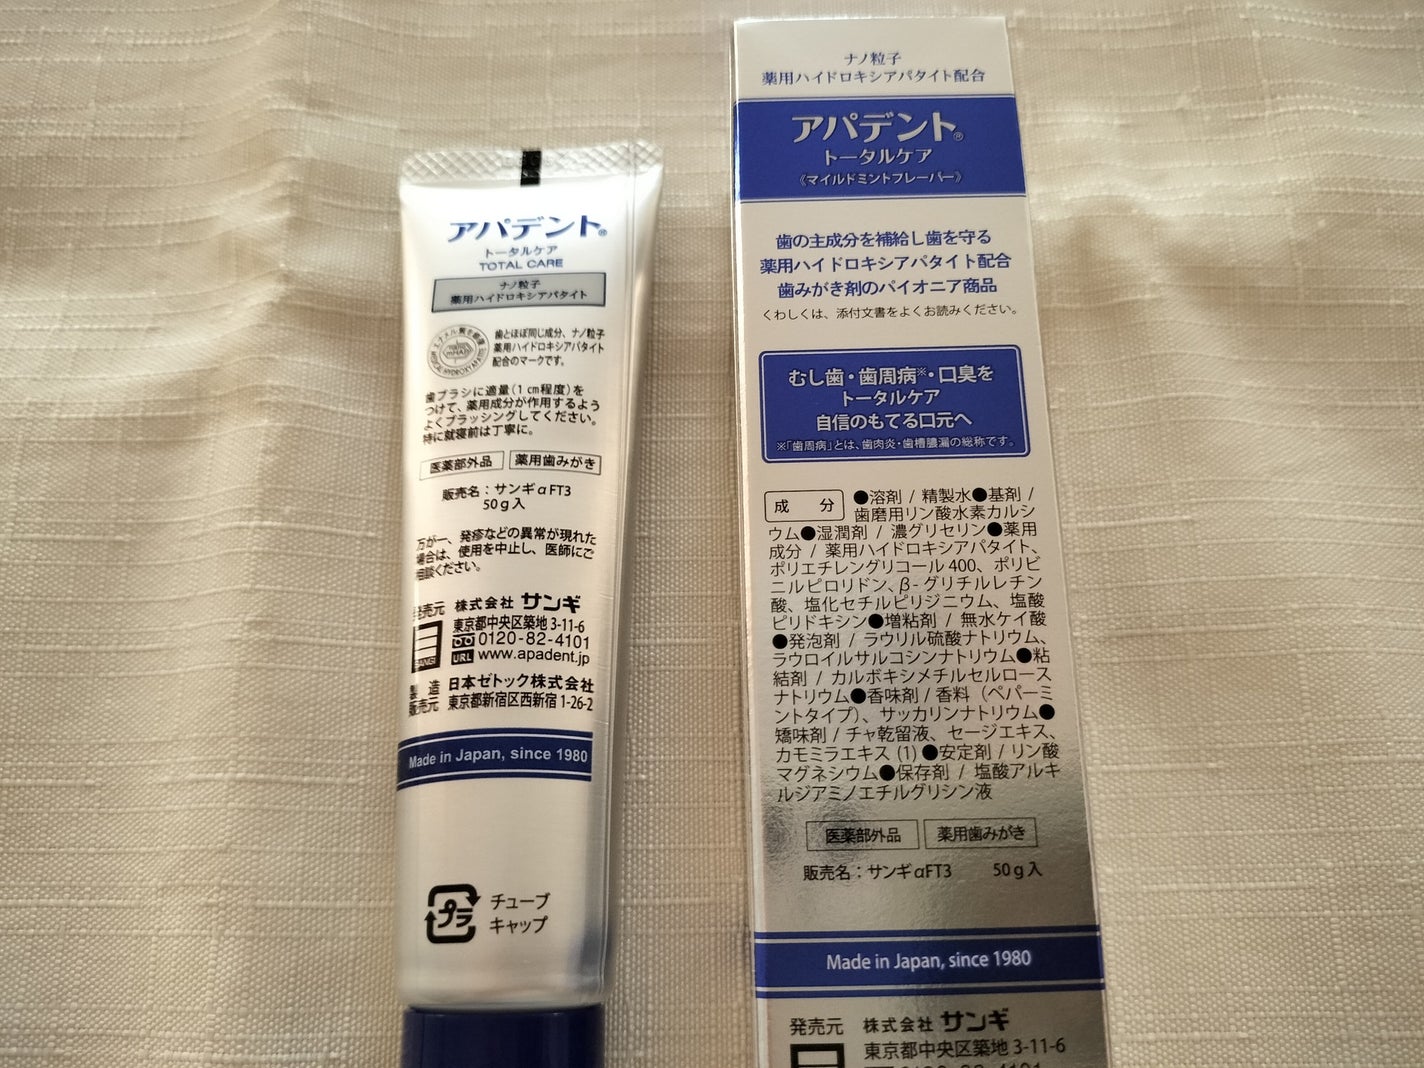 アパデント®
トータルケア
TOTAL CARE
ナノ粒子
薬用ハイドロキシアパタイト
歯とほぼ同じ成分、ナノ粒子
薬用ハイドロキシアパタイト
配合のマークです。
歯ブラシに適量(1㎝程度)を
つけて、薬用成分が作用するよう
よくブラッシングしてください。
特に就寝前は丁寧に。
医薬部外品 薬用歯みがき
販売名：サンギαFT3
50g入
万が一、発疹などの異常が現れた
場合は、使用を中止し、医師にご
相談ください。
発売元 株式会社 サンギ
東京都中央区築地 3-11-6
0120-82-4101
SANGI URL www.apadent.jp
製造 日本ゼトック株式会社
販売元 東京都新宿区西新宿 1-26-2
Made in Japan, since 1980
プラ チューブ
キャップ
ナノ粒子
薬用ハイドロキシアパタイト配合
アパデント®
トータルケア
《マイルドミントフレーバー》
歯の主成分を補給し歯を守る
薬用ハイドロキシアパタイト配合
歯みがき剤のパイオニア商品
くわしくは、添付文書をよくお読みください。
むし歯・歯周病※・口臭を
トータルケア
自信のもてる口元へ
※「歯周病」とは、歯肉炎・歯槽膿漏の総称です。
成 分 ●溶剤 / 精製水●基剤 /
歯磨用リン酸水素カルシ
ウム●湿潤剤 / 濃グリセリン●薬用
成分 / 薬用ハイドロキシアパタイト、
ポリエチレングリコール 400、ポリビ
ニルピロリドン、β-グリチルレチン
酸、塩化セチルピリジニウム、塩酸
ピリドキシン●増粘剤 / 無水ケイ酸
●発泡剤 / ラウリル硫酸ナトリウム、
ラウロイルサルコシンナトリウム●粘
結剤 / カルボキシメチルセルロース
ナトリウム●香味剤 / 香料（ペパーミ
ントタイプ）、サッカリンナトリウム●
矯味剤 / チャ乾留液、セージエキス、
カモミラエキス (1) ●安定剤 / リン酸
マグネシウム●保存剤 / 塩酸アルキ
ルジアミノエチルグリシン液
医薬部外品 薬用歯みがき
販売名：サンギαFT3 50g入
Made in Japan, since 1980
発売元 株式会社 サンギ
東京都中央区築地 3-11-6